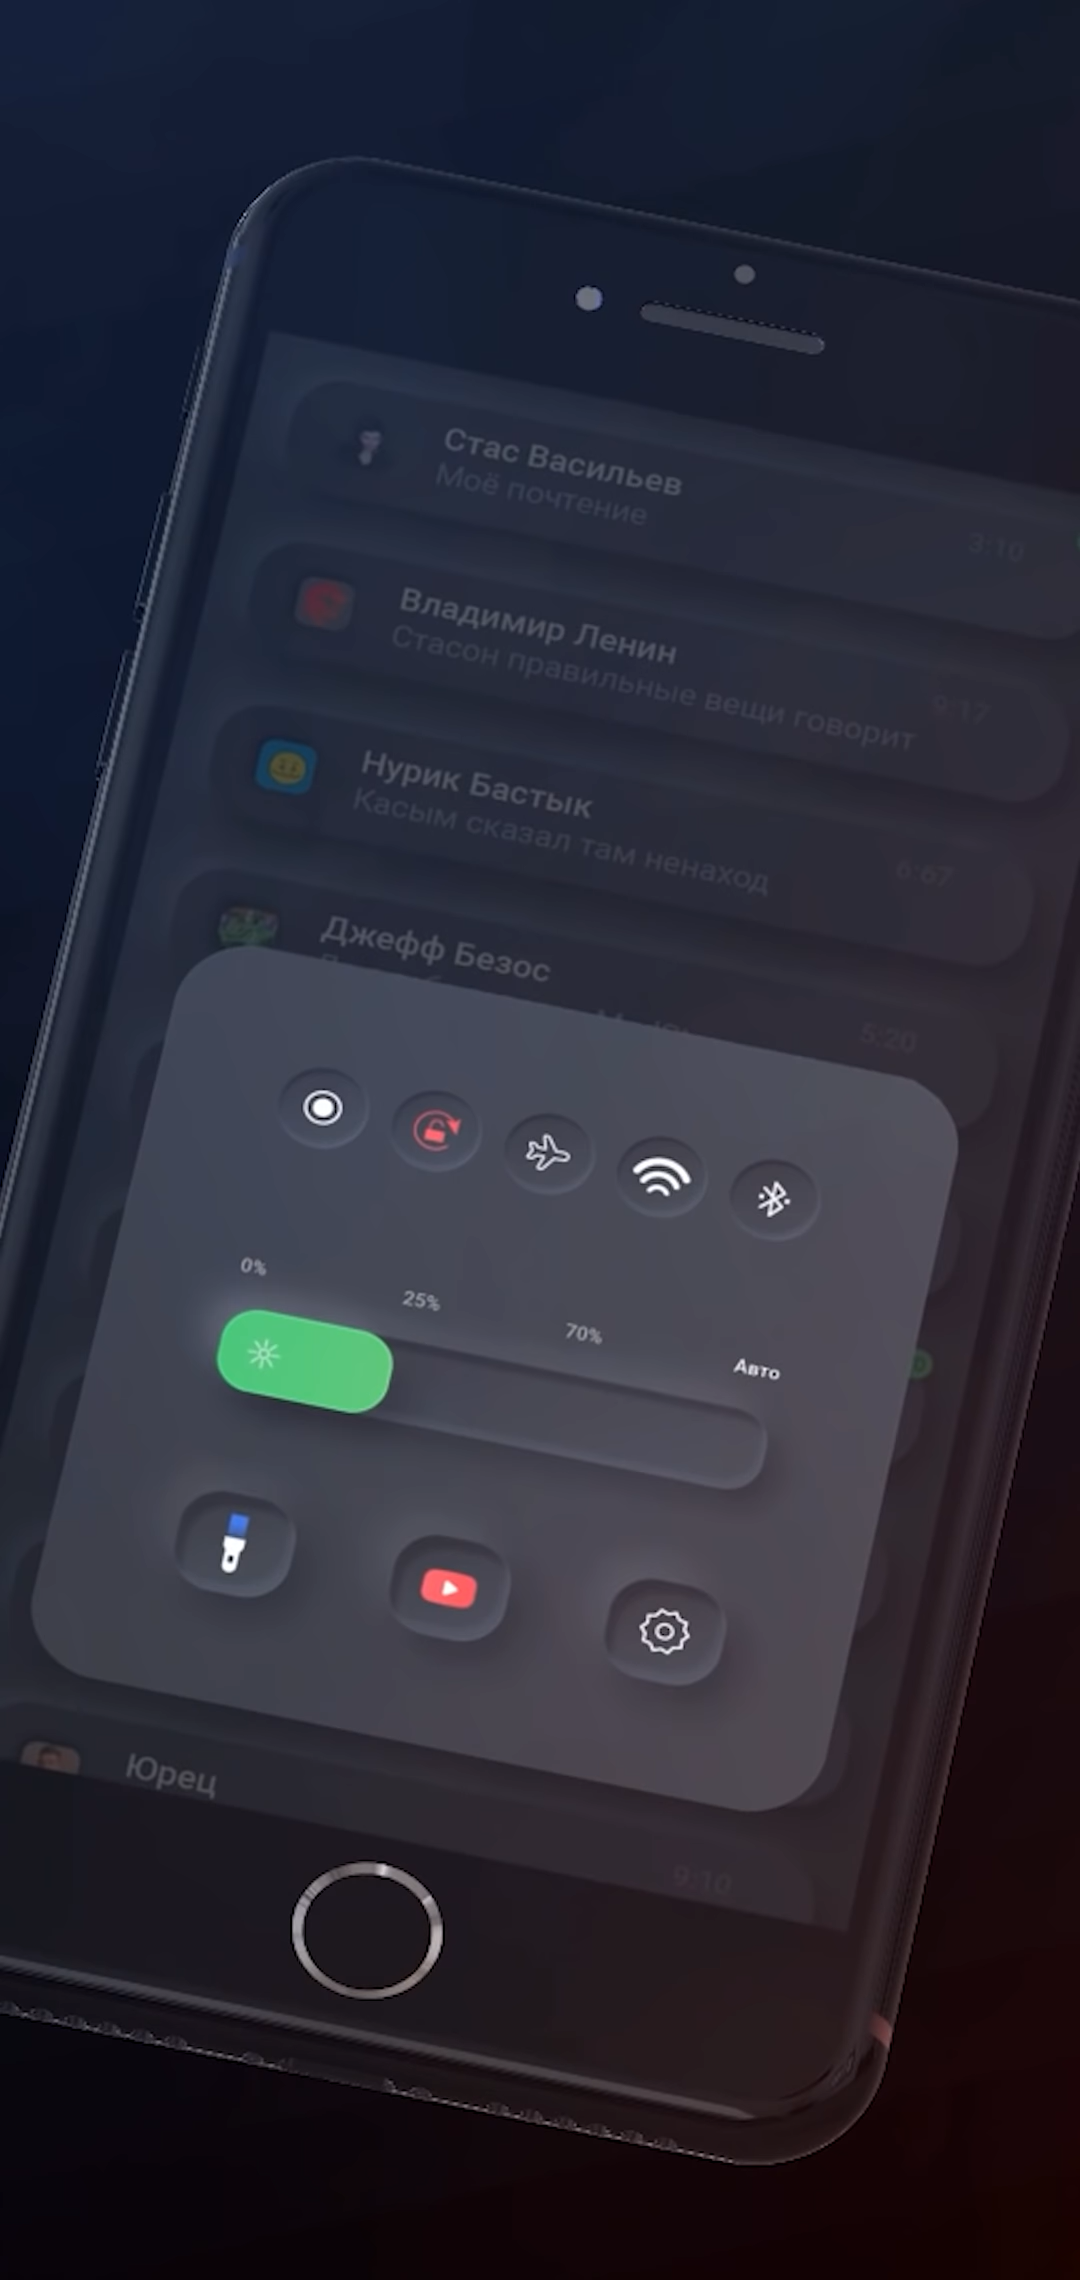 Стас Васильев
Моё почтение
3:10
Владимир Ленин
Стасон правильные вещи говорит
9:17
Нурик Бастык
Касым сказал там ненаход
6:67
Джефф Безос
5:20
0%
25%
70%
Авто
Юрец
9:10